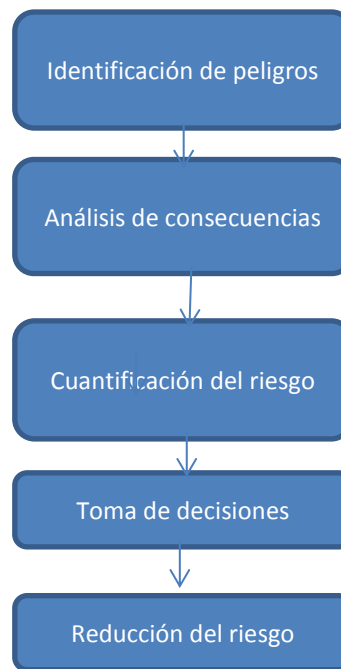 Identificación de peligros
Análisis de consecuencias
Cuantificación del riesgo
Toma de decisiones
Reducción del riesgo